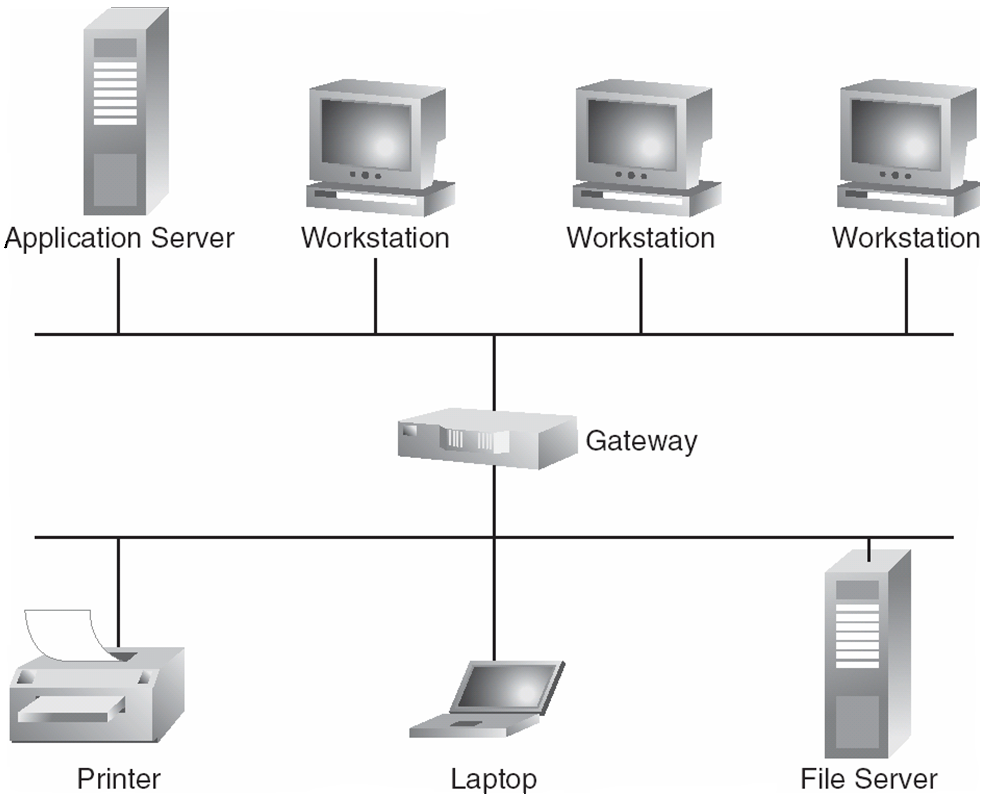 Application Server
Workstation
Workstation
Workstation
Gateway
Printer
Laptop
File Server